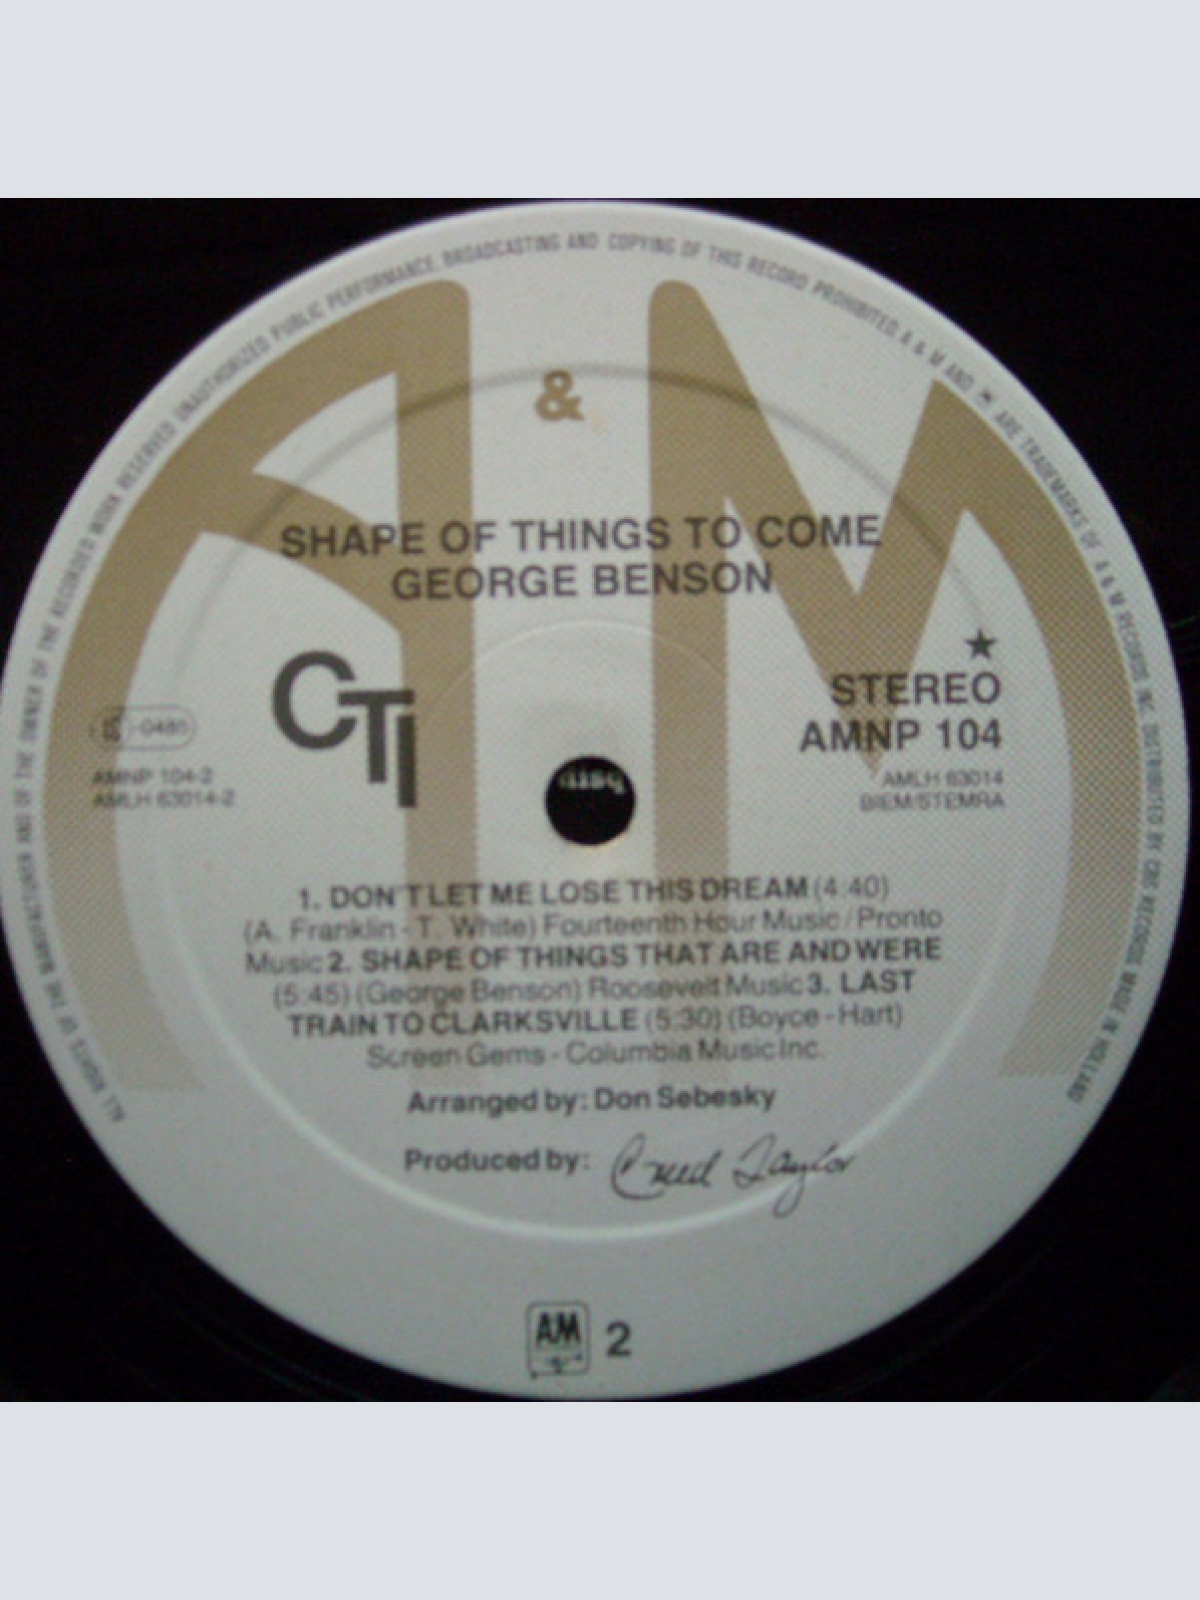 ALL RIGHTS OF THE MANUFACTURER AND OF THE OWNER OF THE RECORDED WORK RESERVED UNAUTHORIZED PUBLIC PERFORMANCE BROADCASTING AND COPYING OF THIS RECORD PROHIBITED. A & M AND ARE TRADEMARKS OF A & M RECORDS INC. DISTRIBUTED BY CBS RECORDS MADE IN HOLLAND
A & M
SHAPE OF THINGS TO COME
GEORGE BENSON
CTI
★
STEREO
AMNP 104
AMLH 63014
BIEM/STEMRA
-0485
AMNP 104-2
AMLH 63014-2
1. DON'T LET ME LOSE THIS DREAM (4:40)
(A. Franklin - T. White) Fourteenth Hour Music / Pronto
Music 2. SHAPE OF THINGS THAT ARE AND WERE
(5:45) (George Benson) Roosevelt Music 3. LAST
TRAIN TO CLARKSVILLE (5:30) (Boyce - Hart)
Screen Gems - Columbia Music Inc.
Arranged by: Don Sebesky
Produced by: Creed Taylor
AM 2